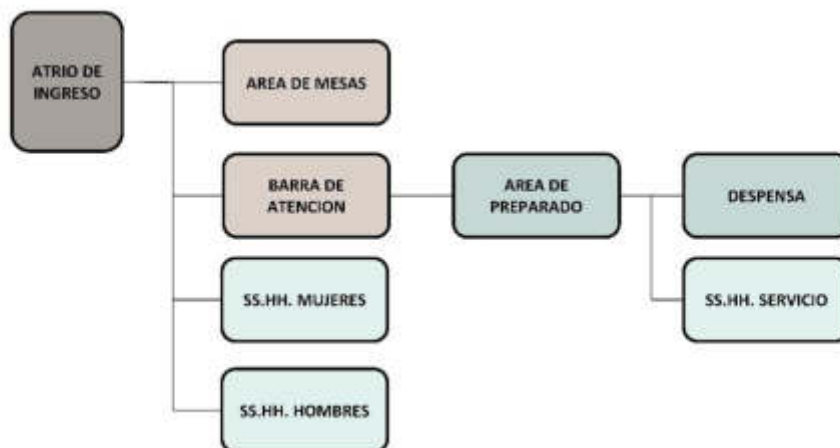 ATRIO DE
INGRESO
AREA DE MESAS
BARRA DE
ATENCION
AREA DE
PREPARADO
DESPENSA
SS.HH. MUJERES
SS.HH. SERVICIO
SS.HH. HOMBRES